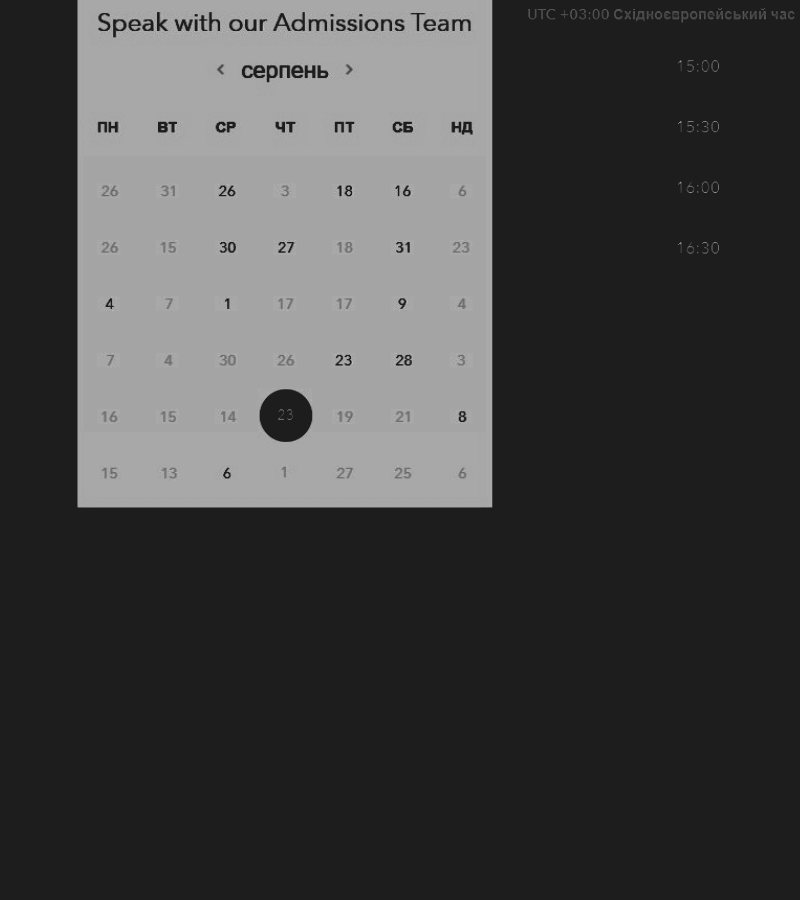 Speak with our Admissions Team
< серпень >
ПН ВТ СР ЧТ ПТ СБ НД
26 31 26 3 18 16 6
26 15 30 27 18 31 23
4 7 1 17 17 9 4
7 4 30 26 23 28 3
16 15 14 23 19 21 8
15 13 6 1 27 25 6
UTC +03:00 Східноєвропейський час
15:00
15:30
16:00
16:30